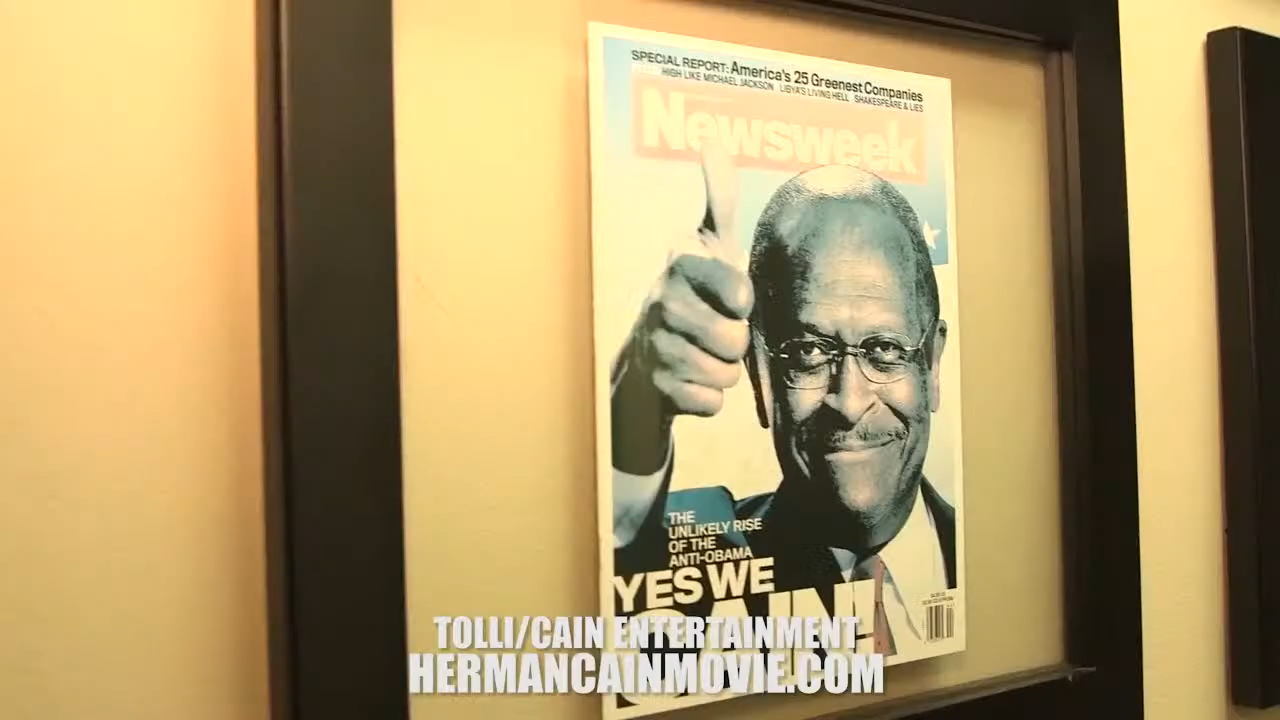 SPECIAL REPORT: America's 25 Greenest Companies
HIGH LIKE MICHAEL JACKSON LIBYA'S LIVING HELL SHAKESPEARE & LIES
Newsweek
THE
UNLIKELY RISE
OF THE
ANTI-OBAMA
YES WE
CAIN!
TOLLI/CAIN ENTERTAINMENT
HERMANCAINMOVIE.COM